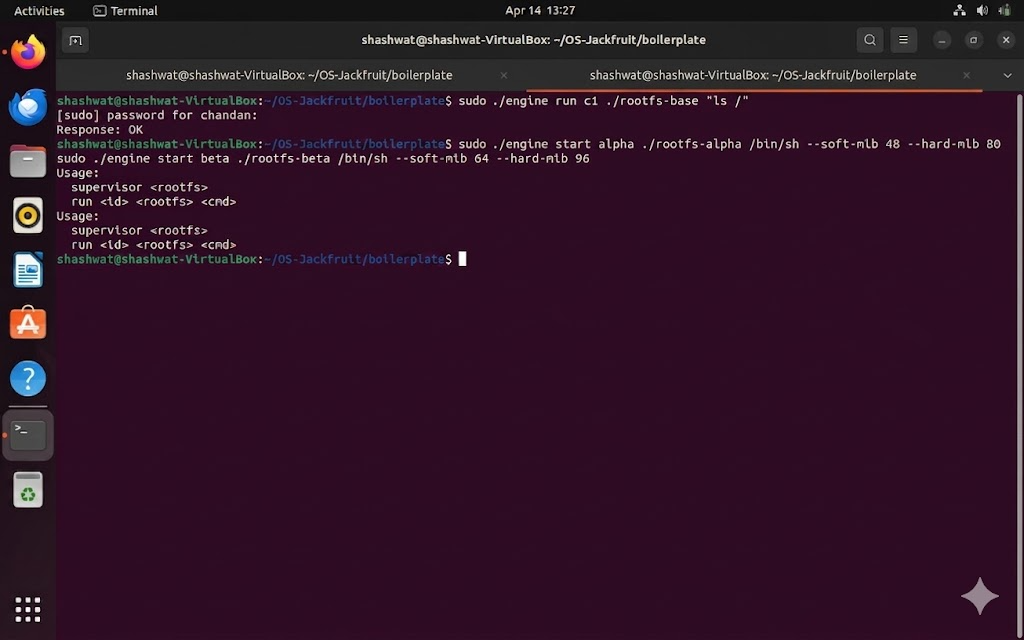 Activities
Terminal
Apr 14 13:27
shashwat@shashwat-VirtualBox: ~/OS-Jackfruit/boilerplate
shashwat@shashwat-VirtualBox: ~/OS-Jackfruit/boilerplate
shashwat@shashwat-VirtualBox: ~/OS-Jackfruit/boilerplate
shashwat@shashwat-VirtualBox:~/OS-Jackfruit/boilerplate$ sudo ./engine run c1 ./rootfs-base "ls /"
[sudo] password for chandan:
Response: OK
shashwat@shashwat-VirtualBox:~/OS-Jackfruit/boilerplate$ sudo ./engine start alpha ./rootfs-alpha /bin/sh --soft-mib 48 --hard-mib 80
sudo ./engine start beta ./rootfs-beta /bin/sh --soft-mib 64 --hard-mib 96
Usage:
  supervisor <rootfs>
  run <id> <rootfs> <cmd>
Usage:
  supervisor <rootfs>
  run <id> <rootfs> <cmd>
shashwat@shashwat-VirtualBox:~/OS-Jackfruit/boilerplate$